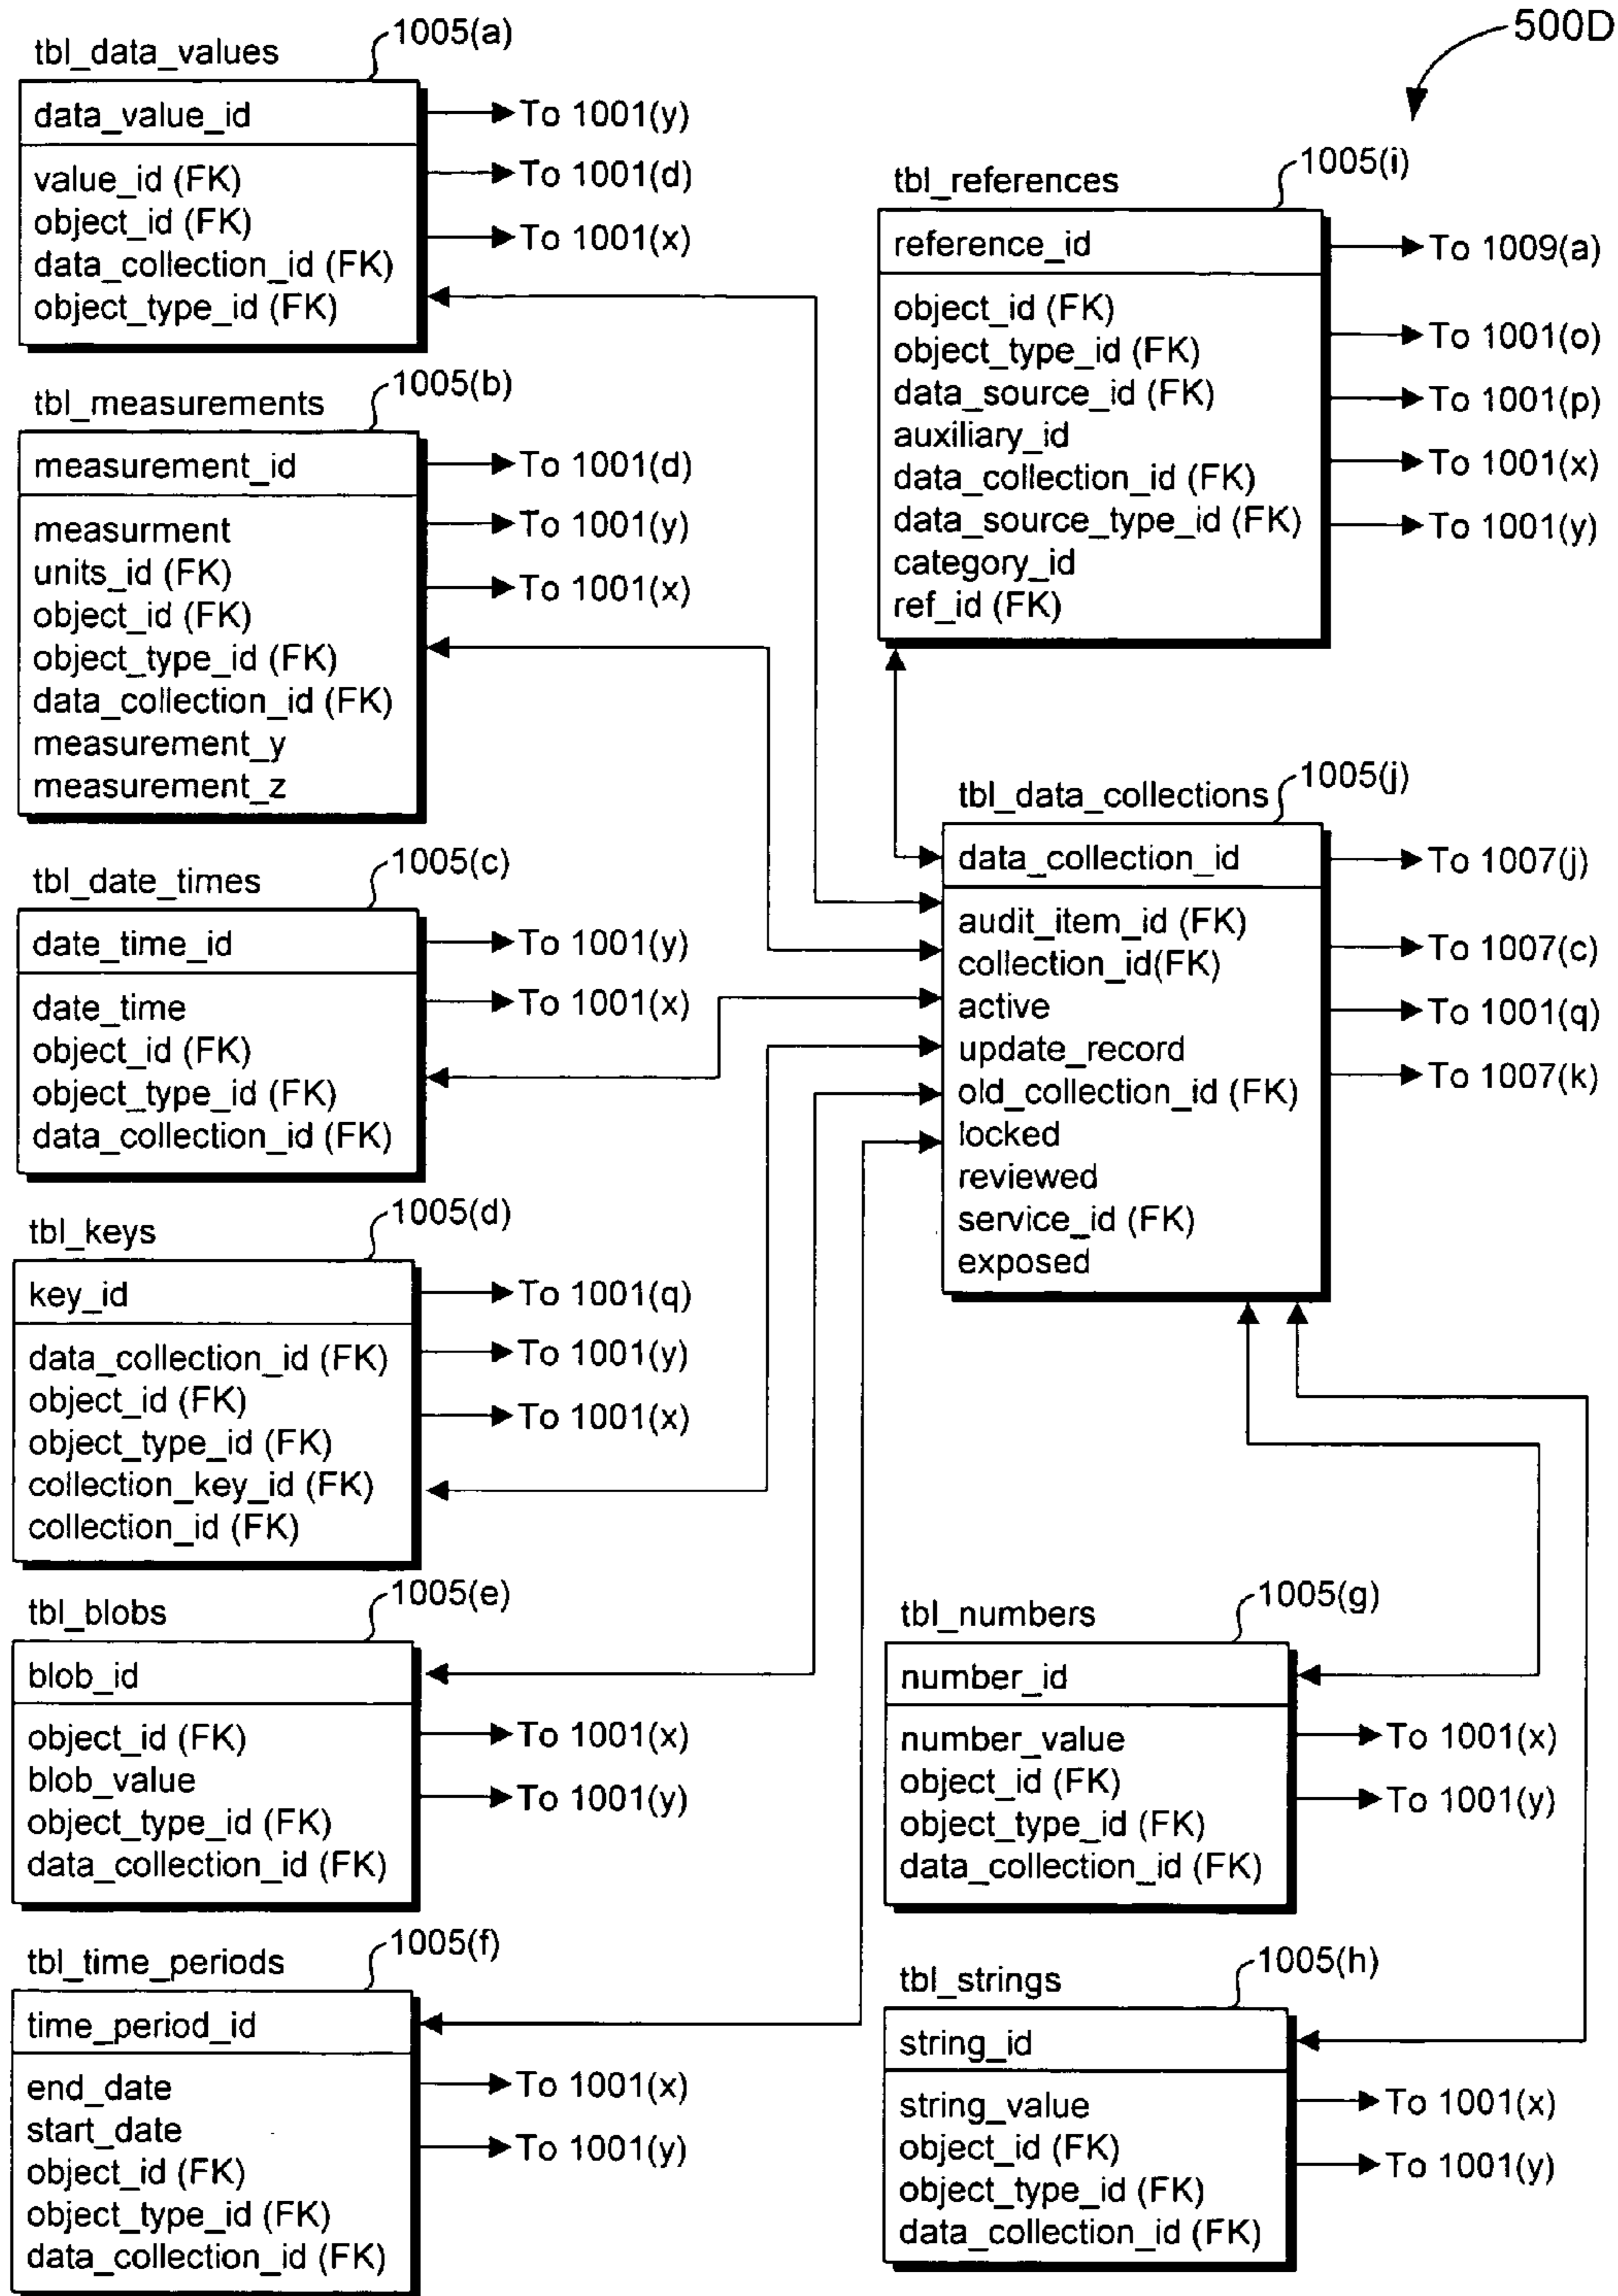 500D
tbl_data_values
1005(a)
data_value_id
value_id (FK)
object_id (FK)
data_collection_id (FK)
object_type_id (FK)
To 1001(y)
To 1001(d)
To 1001(x)
tbl_measurements
1005(b)
measurement_id
measurment
units_id (FK)
object_id (FK)
object_type_id (FK)
data_collection_id (FK)
measurement_y
measurement_z
To 1001(d)
To 1001(y)
To 1001(x)
tbl_date_times
1005(c)
date_time_id
date_time
object_id (FK)
object_type_id (FK)
data_collection_id (FK)
To 1001(y)
To 1001(x)
tbl_keys
1005(d)
key_id
data_collection_id (FK)
object_id (FK)
object_type_id (FK)
collection_key_id (FK)
collection_id (FK)
To 1001(q)
To 1001(y)
To 1001(x)
tbl_blobs
1005(e)
blob_id
object_id (FK)
blob_value
object_type_id (FK)
data_collection_id (FK)
To 1001(x)
To 1001(y)
tbl_time_periods
1005(f)
time_period_id
end_date
start_date
object_id (FK)
object_type_id (FK)
data_collection_id (FK)
To 1001(x)
To 1001(y)
tbl_references
1005(i)
reference_id
object_id (FK)
object_type_id (FK)
data_source_id (FK)
auxiliary_id
data_collection_id (FK)
data_source_type_id (FK)
category_id
ref_id (FK)
To 1009(a)
To 1001(o)
To 1001(p)
To 1001(x)
To 1001(y)
tbl_data_collections
1005(j)
data_collection_id
audit_item_id (FK)
collection_id(FK)
active
update_record
old_collection_id (FK)
locked
reviewed
service_id (FK)
exposed
To 1007(j)
To 1007(c)
To 1001(q)
To 1007(k)
tbl_numbers
1005(g)
number_id
number_value
object_id (FK)
object_type_id (FK)
data_collection_id (FK)
To 1001(x)
To 1001(y)
tbl_strings
1005(h)
string_id
string_value
object_id (FK)
object_type_id (FK)
data_collection_id (FK)
To 1001(x)
To 1001(y)